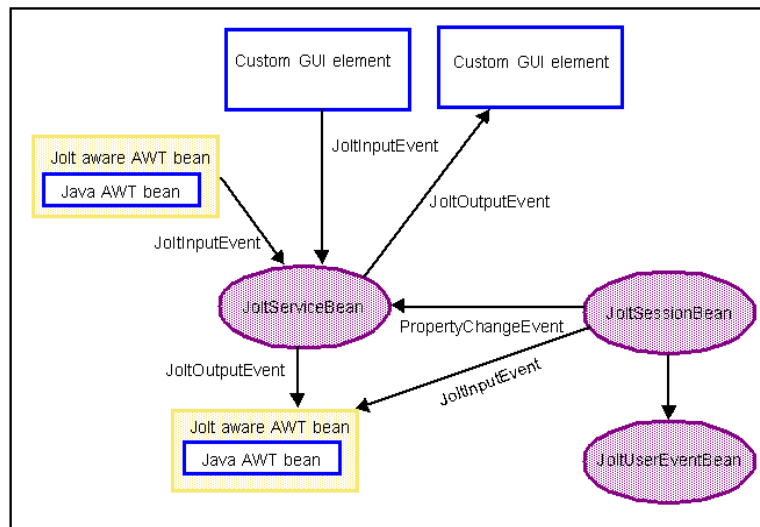 Custom GUI element
Custom GUI element
JoltInputEvent
Jolt aware AWT bean
Java AWT bean
JoltOutputEvent
JoltInputEvent
JoltServiceBean
JoltSessionBean
PropertyChangeEvent
JoltOutputEvent
JoltInputEvent
Jolt aware AWT bean
Java AWT bean
JoltUserEventBean